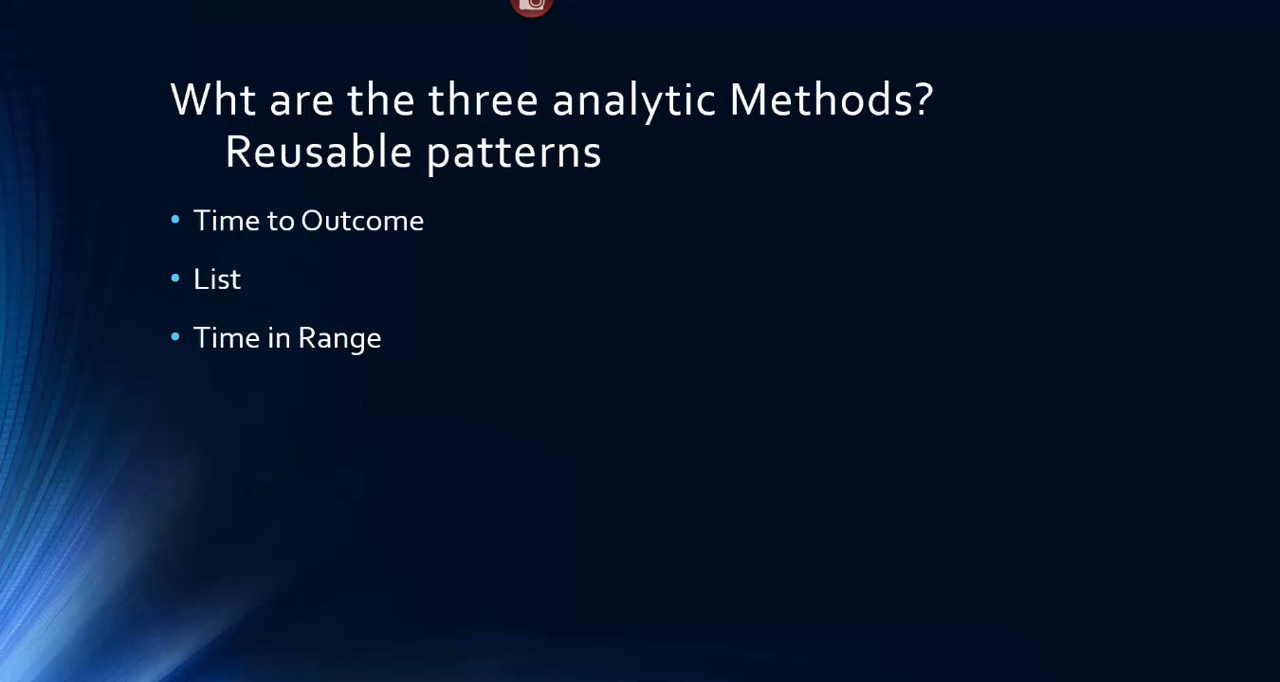 Wht are the three analytic Methods?
Reusable patterns
• Time to Outcome
• List
• Time in Range